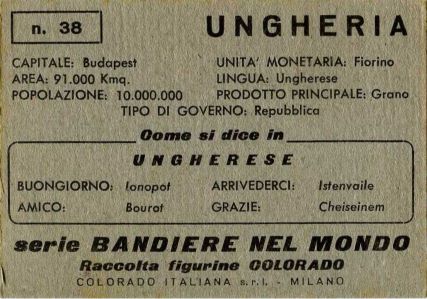 n. 38 UNGHERIA
CAPITALE: Budapest UNITA' MONETARIA: Fiorino
AREA: 91.000 Kmq. LINGUA: Ungherese
POPOLAZIONE: 10.000.000 PRODOTTO PRINCIPALE: Grano
TIPO DI GOVERNO: Repubblica
Come si dice in
UNGHERESE
BUONGIORNO: Ionopot ARRIVEDERCI: Istenvaile
AMICO: Bourat GRAZIE: Cheiseinem
serie BANDIERE NEL MONDO
Raccolta figurine COLORADO
COLORADO ITALIANA s.r.l. - MILANO